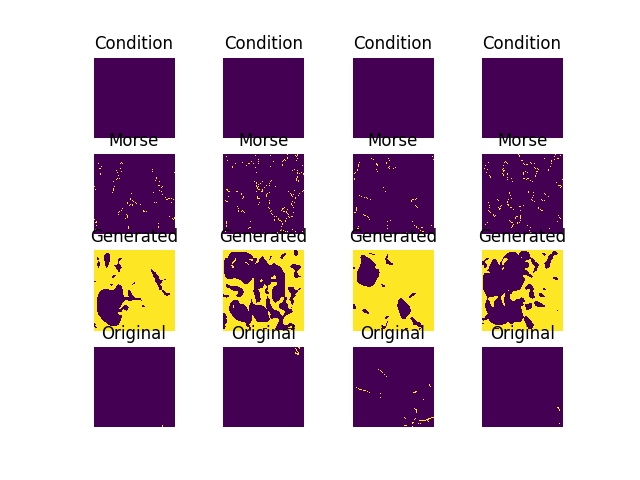 Condition Condition Condition Condition
Morse Morse Morse Morse
Generated Generated Generated Generated
Original Original Original Original